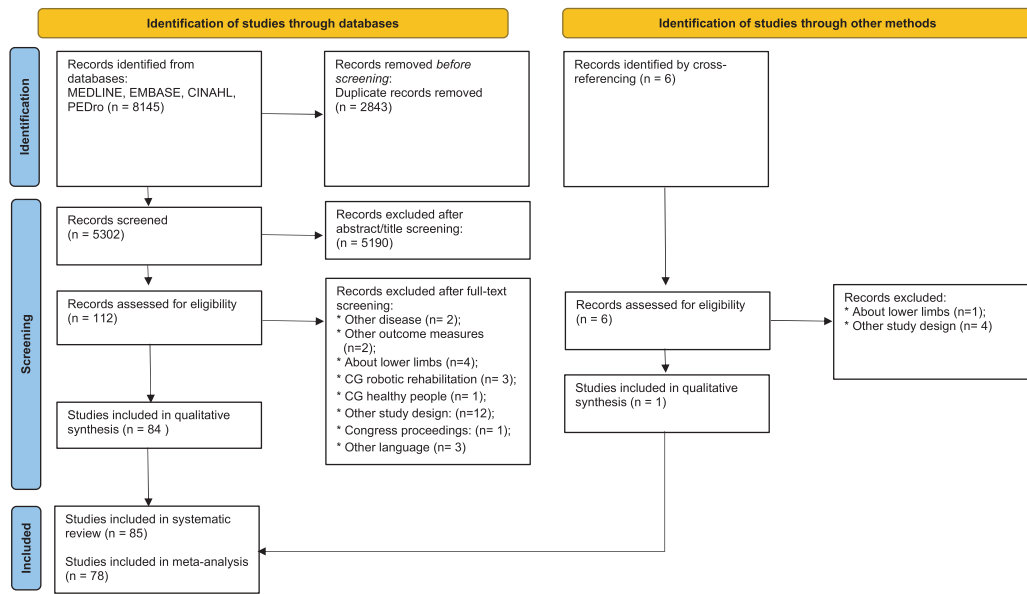 Identification of studies through databases
Identification of studies through other methods
Identification
Records identified from
databases:
MEDLINE, EMBASE, CINAHL,
PEDro (n = 8145)
Records removed before
screening:
Duplicate records removed
(n = 2843)
Records identified by cross-
referencing (n = 6)
Screening
Records screened
(n = 5302)
Records excluded after
abstract/title screening:
(n = 5190)
Records assessed for eligibility
(n = 112)
Records excluded after full-text
screening:
* Other disease (n= 2);
* Other outcome measures
(n=2);
* About lower limbs (n=4);
* CG robotic rehabilitation (n= 3);
* CG healthy people (n= 1);
* Other study design: (n=12);
* Congress proceedings: (n= 1);
* Other language (n= 3)
Records assessed for eligibility
(n = 6)
Records excluded:
* About lower limbs (n=1);
* Other study design (n= 4)
Studies included in qualitative
synthesis (n = 84 )
Studies included in qualitative
synthesis (n = 1)
Included
Studies included in systematic
review (n = 85)
Studies included in meta-analysis
(n = 78)